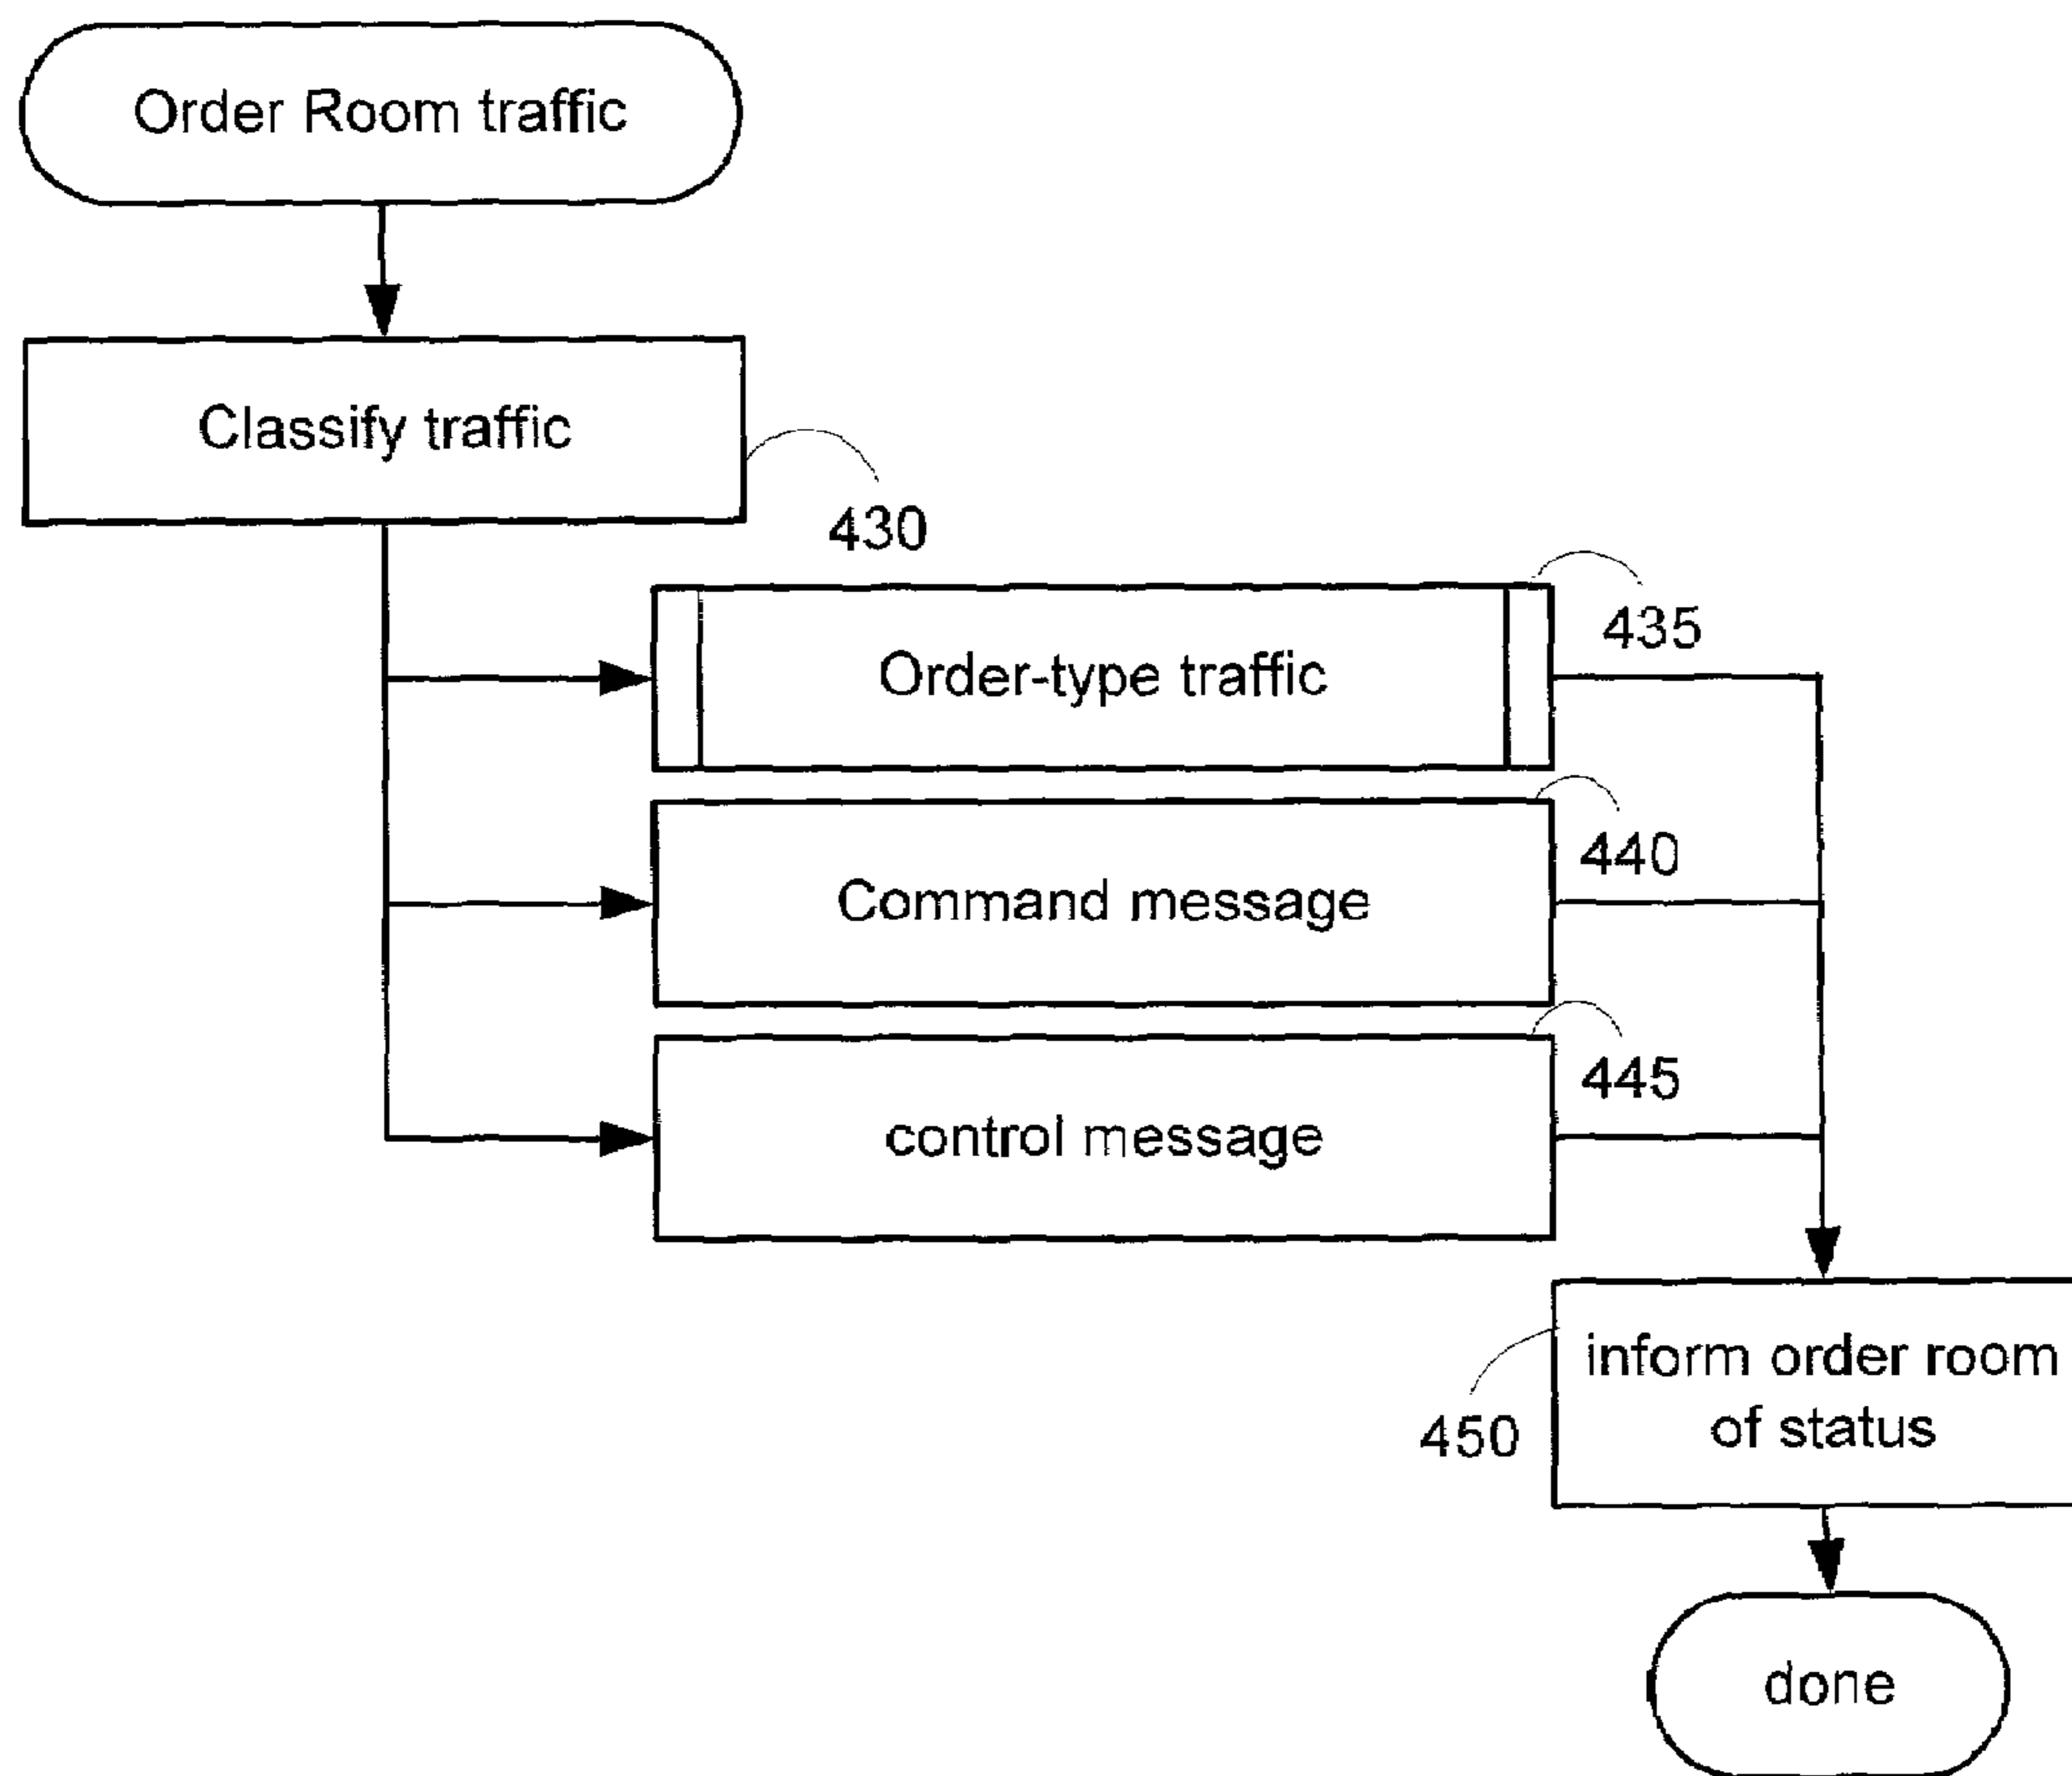 Order Room traffic
Classify traffic
430
435
Order-type traffic
440
Command message
445
control message
inform order room
of status
450
done